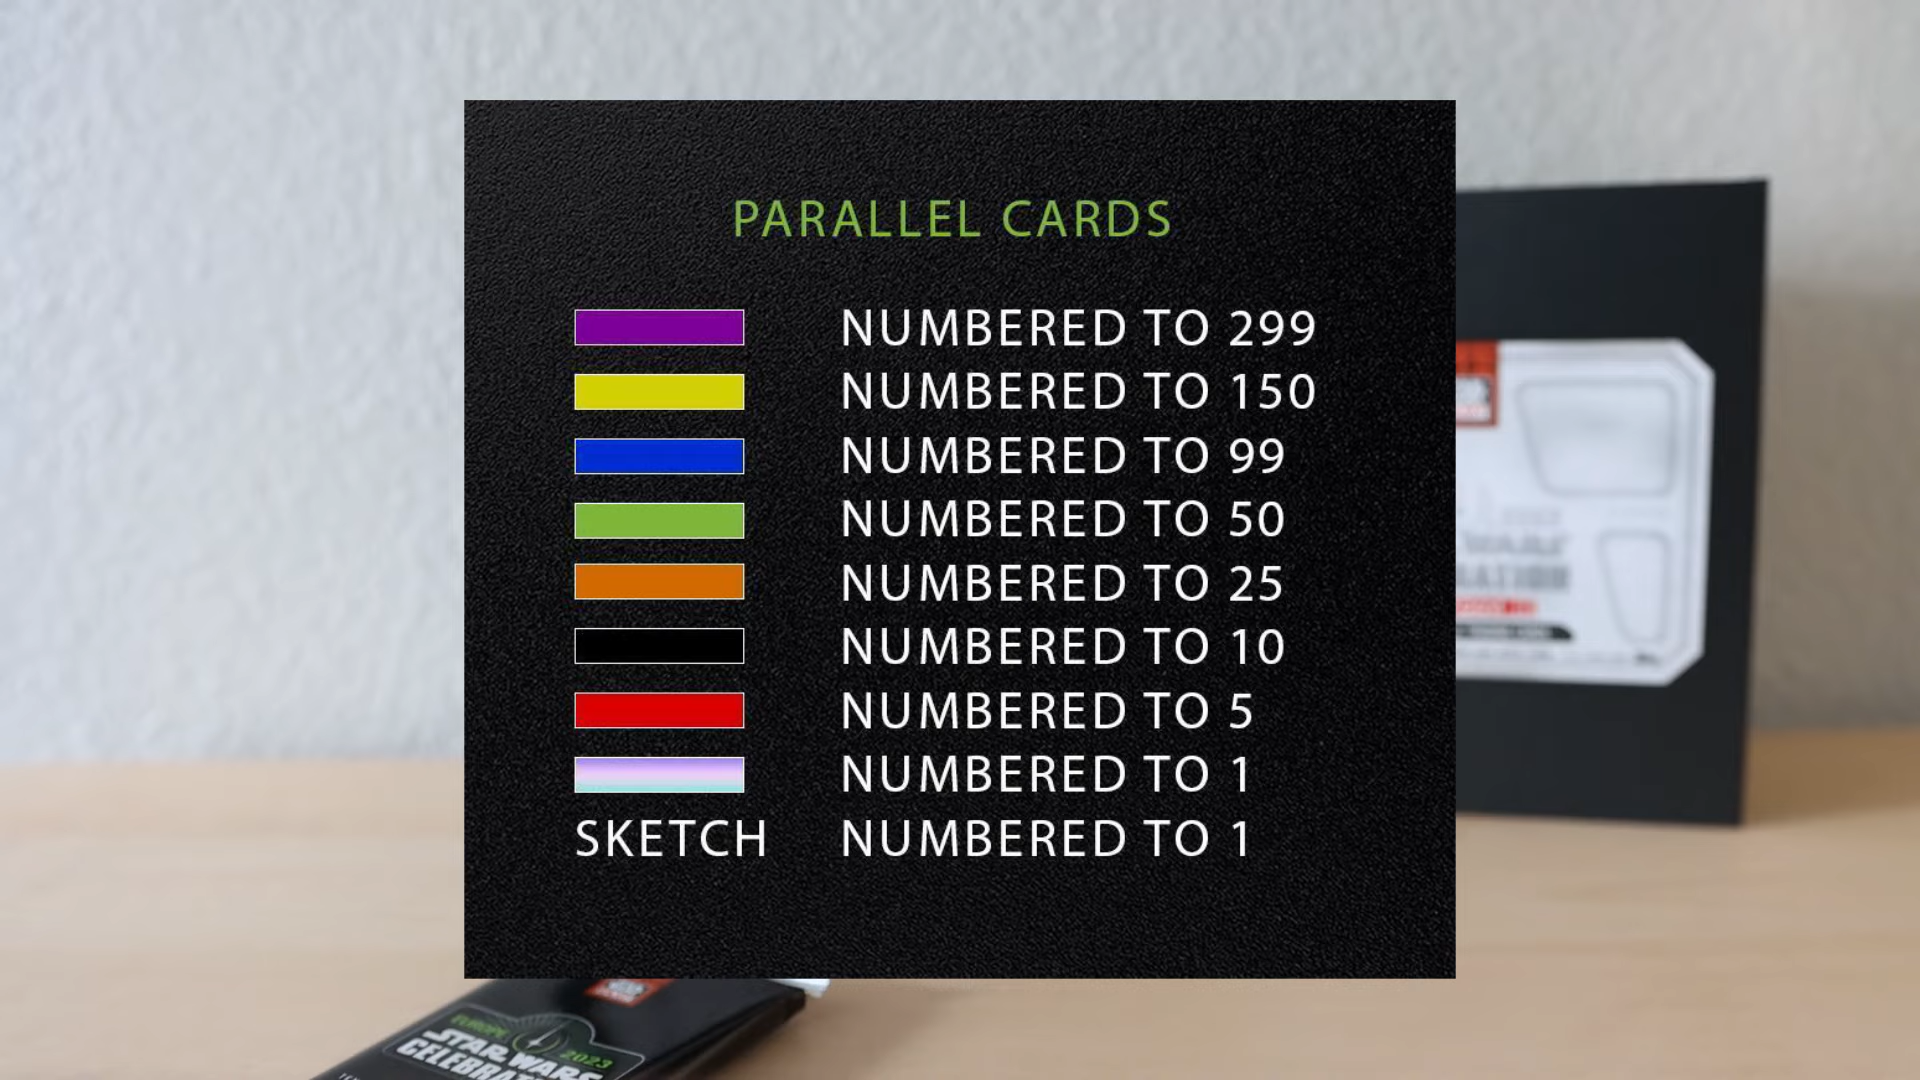 PARALLEL CARDS
NUMBERED TO 299
NUMBERED TO 150
NUMBERED TO 99
NUMBERED TO 50
NUMBERED TO 25
NUMBERED TO 10
NUMBERED TO 5
NUMBERED TO 1
SKETCH NUMBERED TO 1
EUROPE 2023
STAR WARS